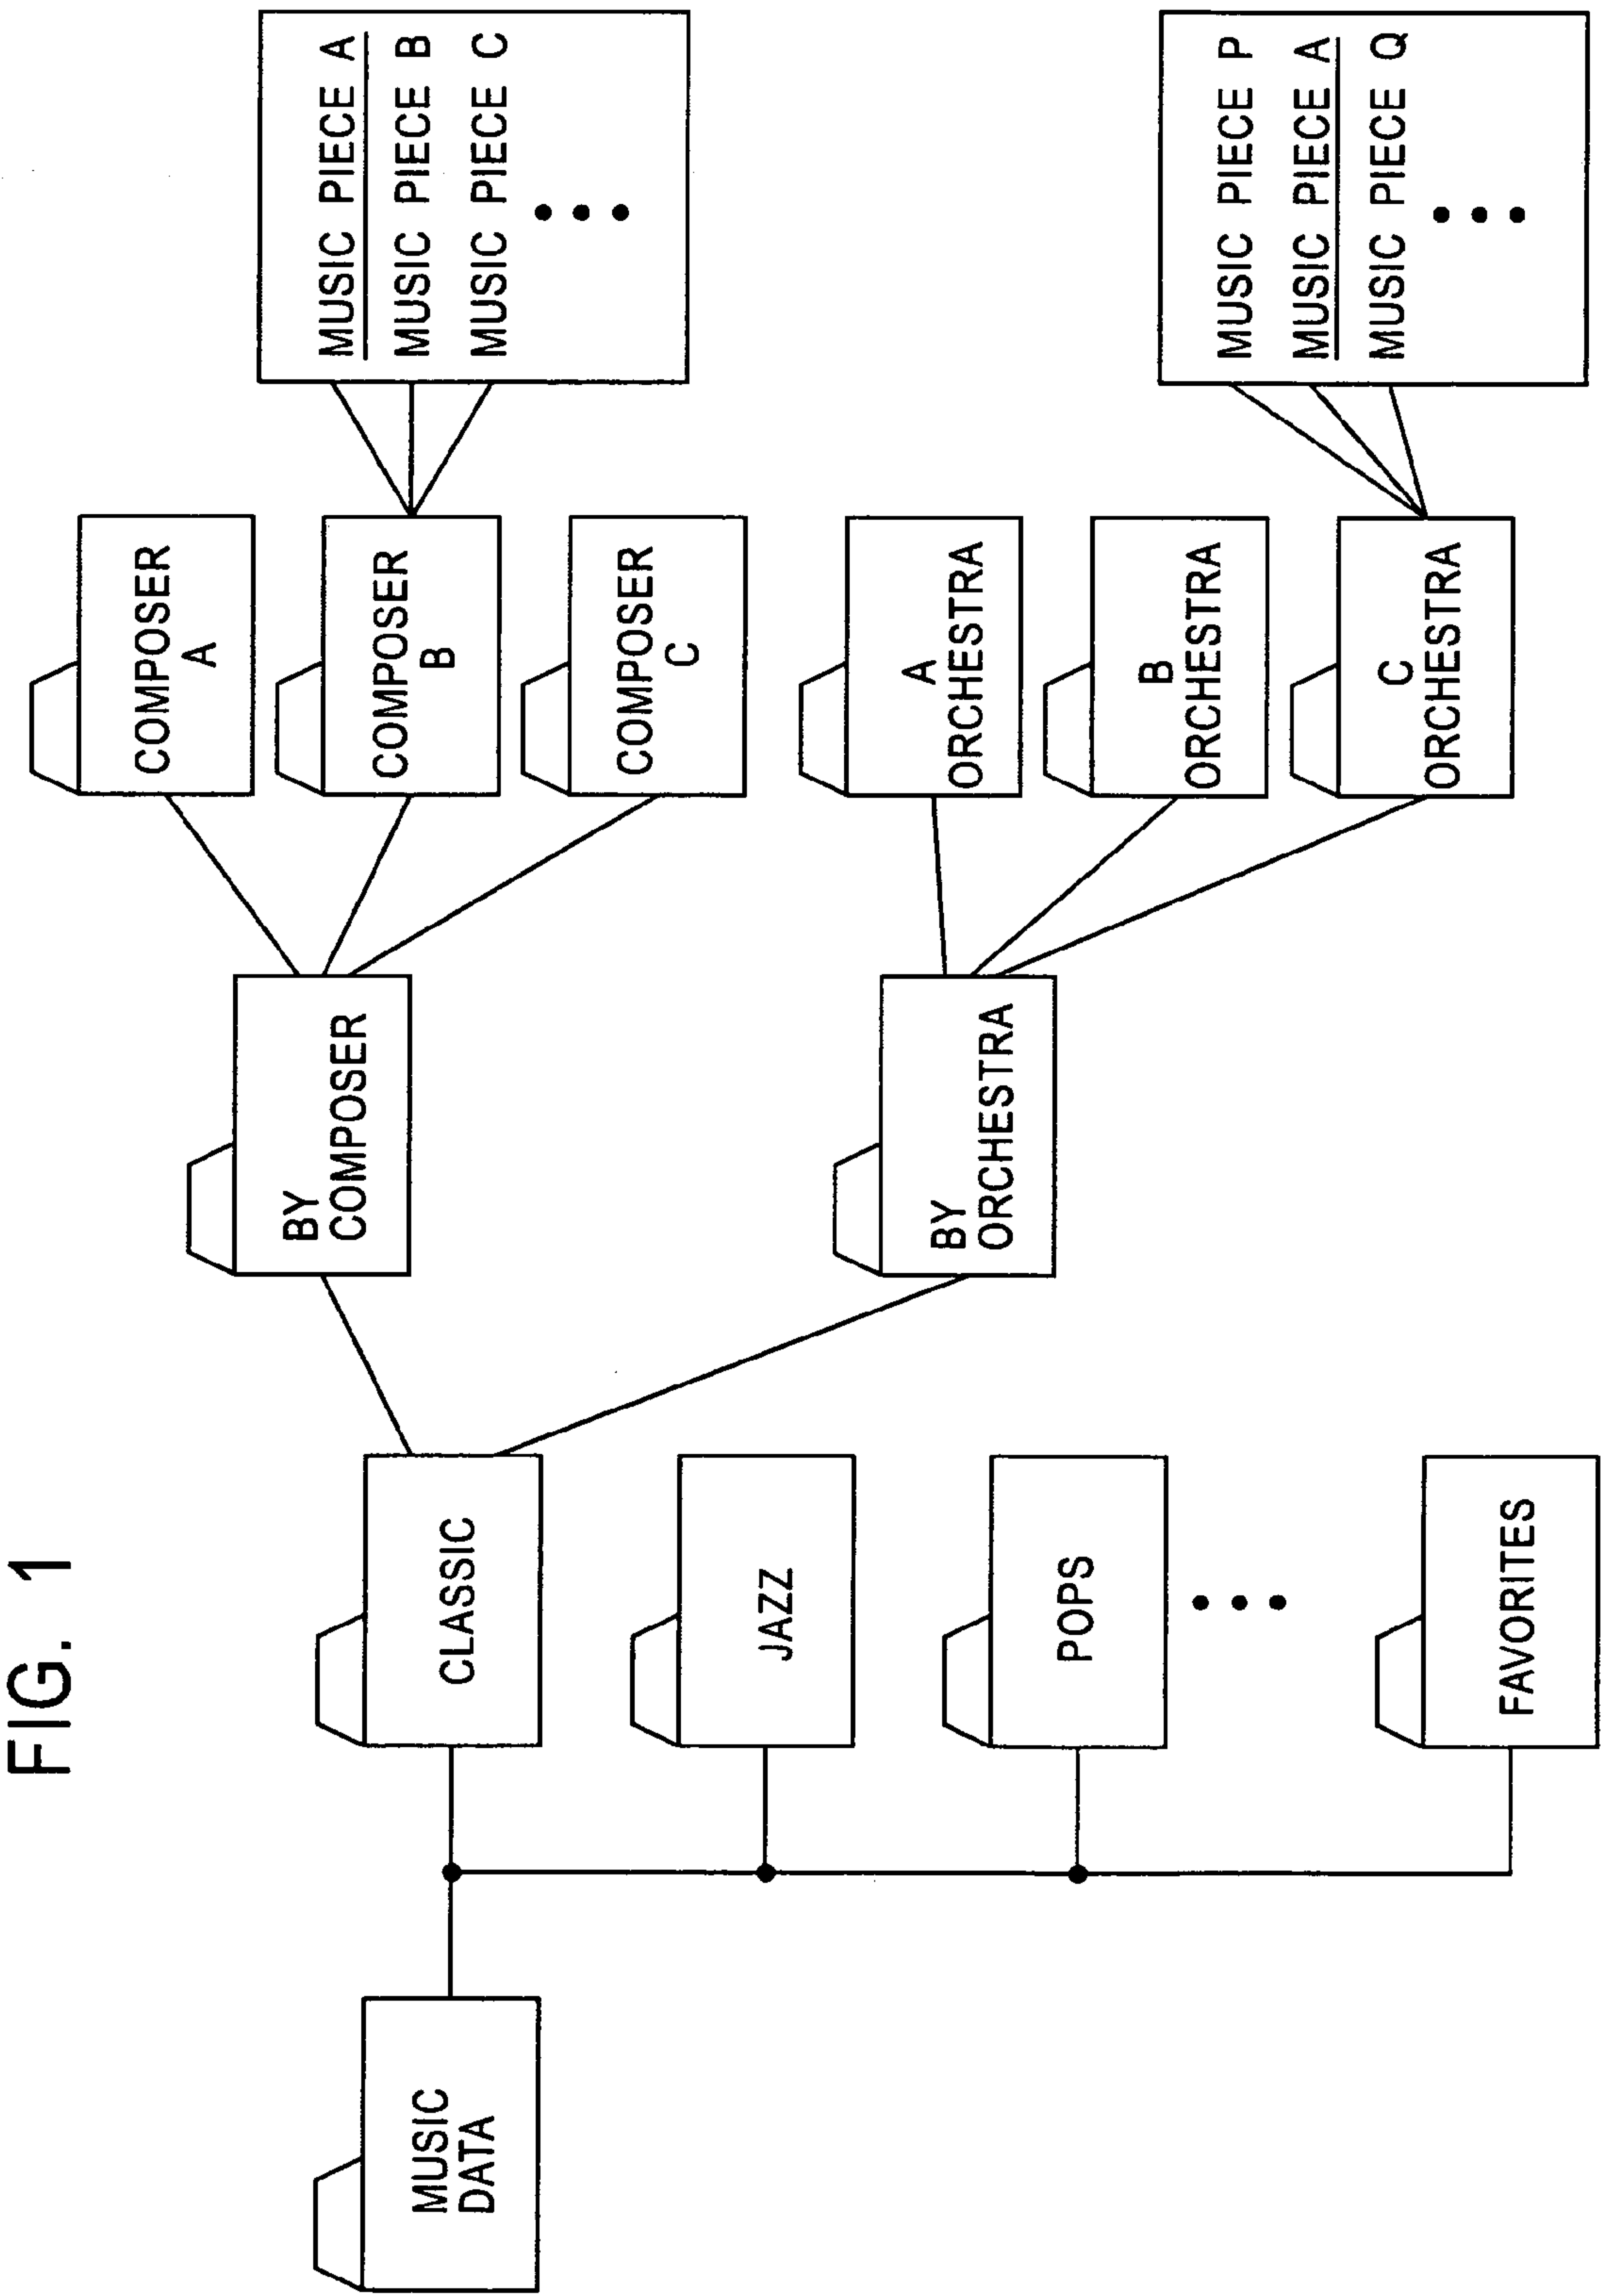 FIG. 1
MUSIC
DATA
CLASSIC
JAZZ
POPS
FAVORITES
BY
COMPOSER
BY
ORCHESTRA
COMPOSER
A
COMPOSER
B
COMPOSER
C
A
ORCHESTRA
B
ORCHESTRA
C
ORCHESTRA
MUSIC PIECE A
MUSIC PIECE B
MUSIC PIECE C
MUSIC PIECE P
MUSIC PIECE A
MUSIC PIECE Q